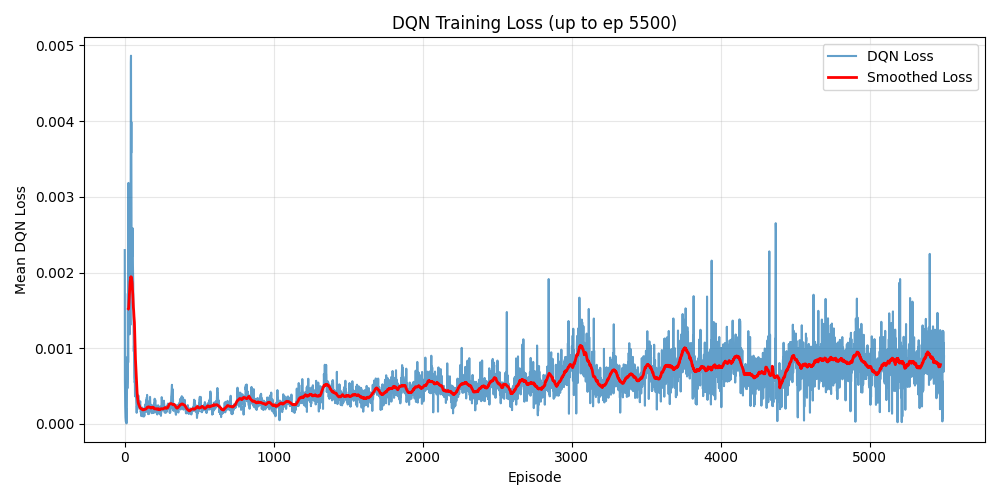 DQN Training Loss (up to ep 5500)
DQN Loss
Smoothed Loss
Mean DQN Loss
0.005
0.004
0.003
0.002
0.001
0.000
0 1000 2000 3000 4000 5000
Episode